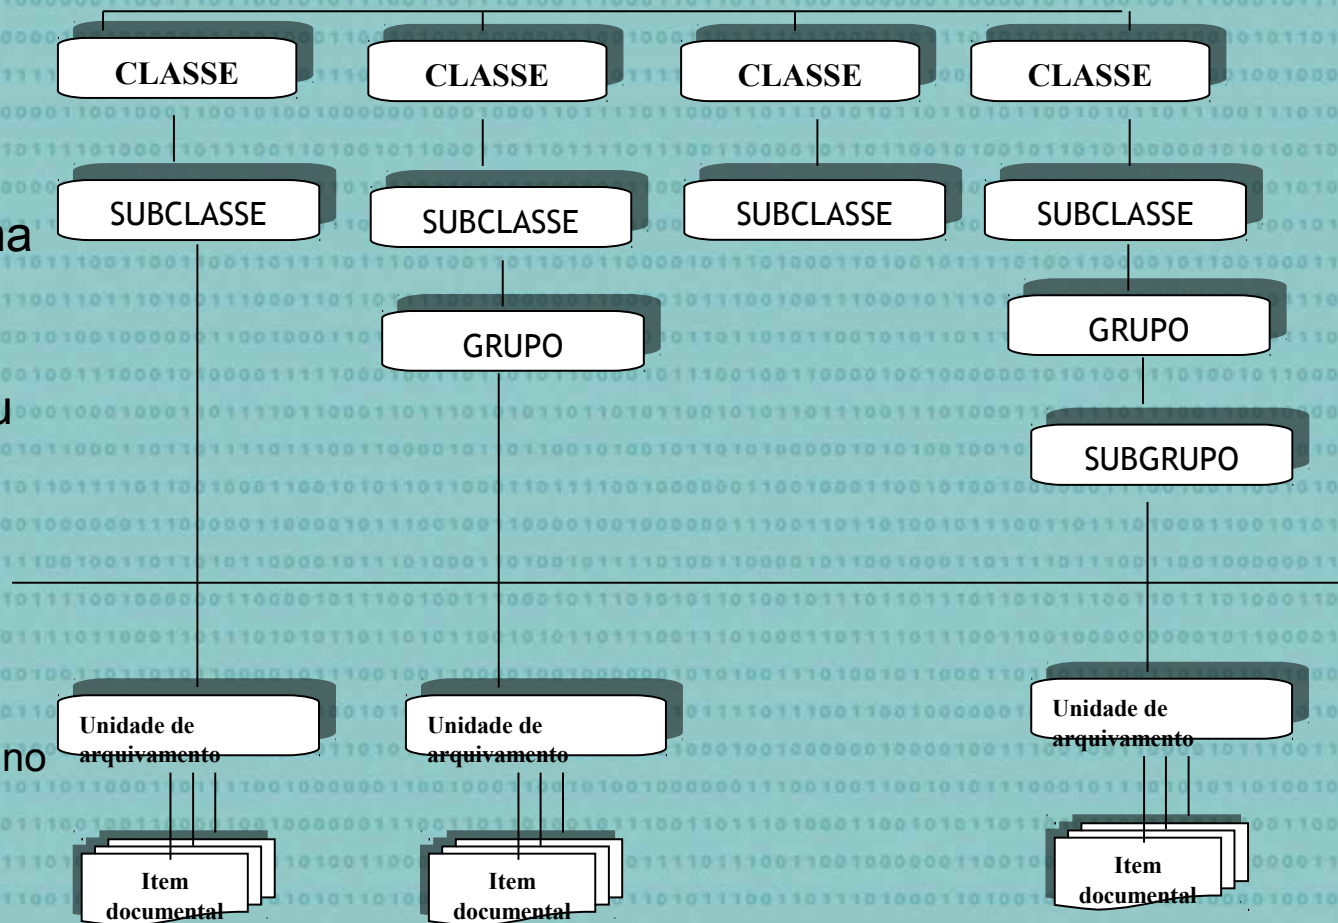 CLASSE CLASSE CLASSE CLASSE
SUBCLASSE SUBCLASSE SUBCLASSE SUBCLASSE
GRUPO GRUPO
SUBGRUPO
Unidade de
arquivamento
Unidade de
arquivamento
Unidade de
arquivamento
no
Item
documental
Item
documental
Item
documental